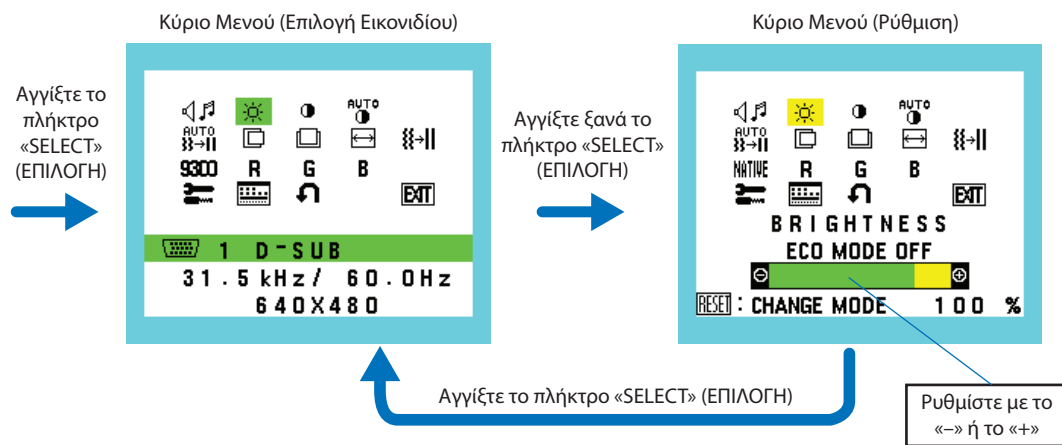 Κύριο Μενού (Επιλογή Εικονιδίου)
Κύριο Μενού (Ρύθμιση)
Αγγίξτε το
πλήκτρο
«SELECT»
(ΕΠΙΛΟΓΗ)
AUTO
AUTO
9300 R G B
EXIT
1 D-SUB
31.5 kHz/ 60.0Hz
640X480
Αγγίξτε ξανά το
πλήκτρο «SELECT»
(ΕΠΙΛΟΓΗ)
AUTO
AUTO
NATIVE R G B
EXIT
BRIGHTNESS
ECO MODE OFF
RESET : CHANGE MODE 100 %
Αγγίξτε το πλήκτρο «SELECT» (ΕΠΙΛΟΓΗ)
Ρυθμίστε με το
«–» ή το «+»